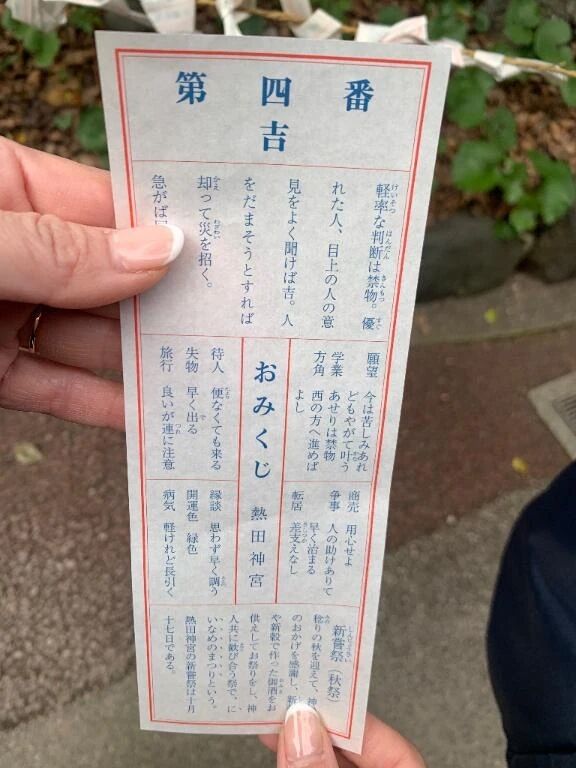 第四番
吉
軽率な判断は禁物。優
れた人、目上の人の意
見をよく聞けば吉。人
をだまそうとすれば
却って災を招く。
急がば
願望 今は苦しみあれ
どもやがて叶う
学業 あせりは禁物
方角 西の方へ進めば
よし
商売 用心せよ
争事 人の助けありて
早く治まる
転居 差支えなし
おみくじ 熱田神宮
待人 便なくても来る
失物 早く出る
旅行 良いが連に注意
縁談 思わず早く調う
開運色 緑色
病気 軽けれど長引く
新嘗祭(秋祭)
稔りの秋を迎えて、神
のおかげを感謝し、新
や新穀で作った御酒をお
供えしてお祭りをし、神
人共に歓び合う祭で、に
いなめのまつりという。
熱田神宮の新嘗祭は十月
十七日である。